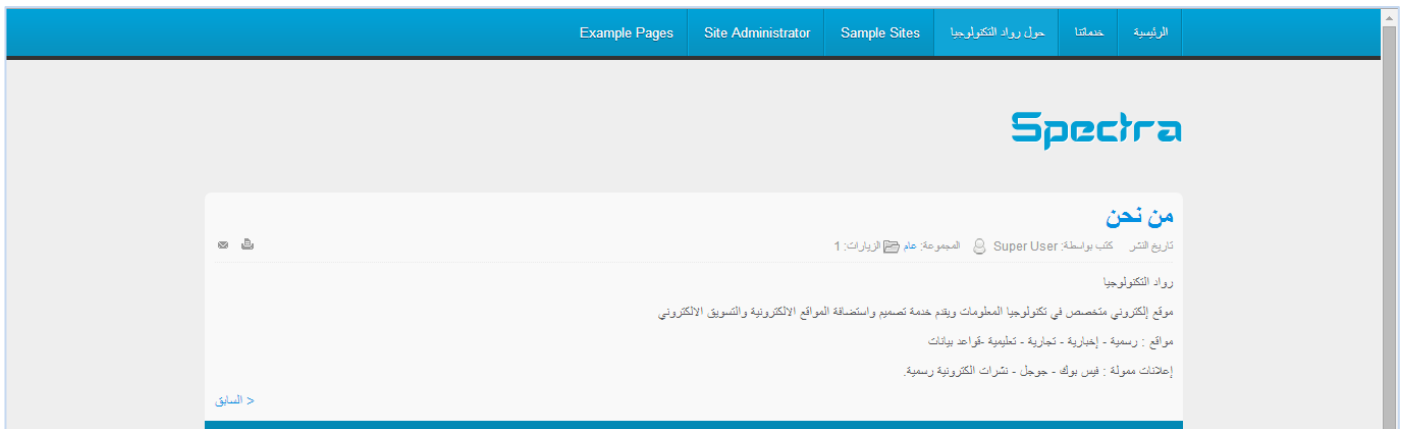 الرئيسية خدماتنا حول رواد التكنولوجيا Sample Sites Site Administrator Example Pages
Spectra
من نحن
تاريخ النشر كتب بواسطة: Super User المجموعة: عام الزيارات: 1
رواد التكنولوجيا
موقع إلكتروني متخصص في تكنولوجيا المعلومات ويقدم خدمة تصميم واستضافة المواقع الالكترونية والتسويق الالكتروني
مواقع : رسمية - إخبارية - تجارية - تعليمية -قواعد بيانات
إعلانات ممولة : فيس بوك - جوجل - نشرات الكترونية رسمية.
< السابق